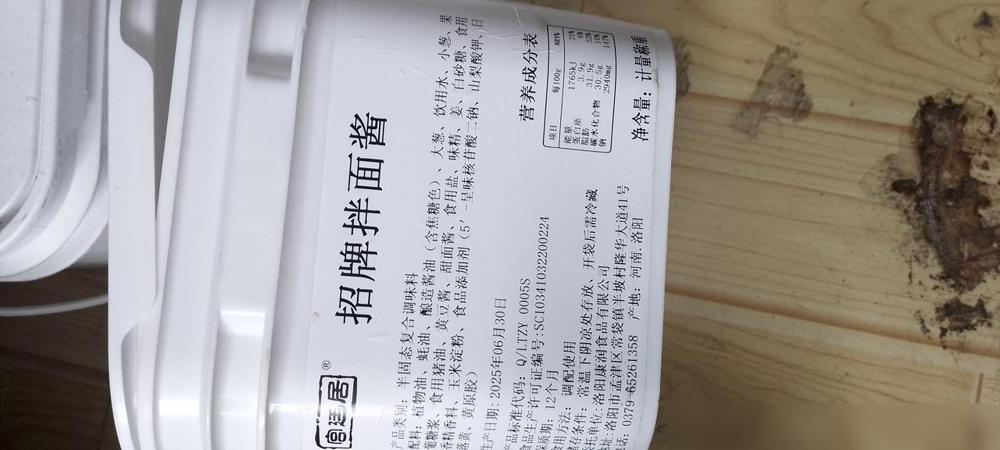 招牌拌面酱
产品类别: 半固态复合调味料
配料: 植物油、蚝油、酿造酱油(含焦糖色)、大葱、饮用水、小葱、果
葡糖浆、食用猪油、黄豆酱、甜面酱、食用盐、味精、姜、白砂糖、食用
香精香料、玉米淀粉、食品添加剂(5'-呈味核苷酸二钠、山梨酸钾、日
黄原胶)
生产日期: 2025年06月30日
产品标准代码: Q/LTZY 0005S
食品生产许可证编号:SC10341032200224
保质期: 12个月
食用方法: 调配使用
储存条件: 常温下阴凉处存放、开袋后需冷藏
托单位: 洛阳康润食品有限公司
址: 洛阳市孟津区常袋镇半坡村隆华大道41号
电话: 0379-65261358 产地: 河南.洛阳
营养成分表
项目 每100g NRV%
能量 1765kJ 21%
蛋白质 3.9g 6%
脂肪 31.9g 53%
碳水化合物 30.5g 10%
钠 2940mg 147%
净含量: 计量称重